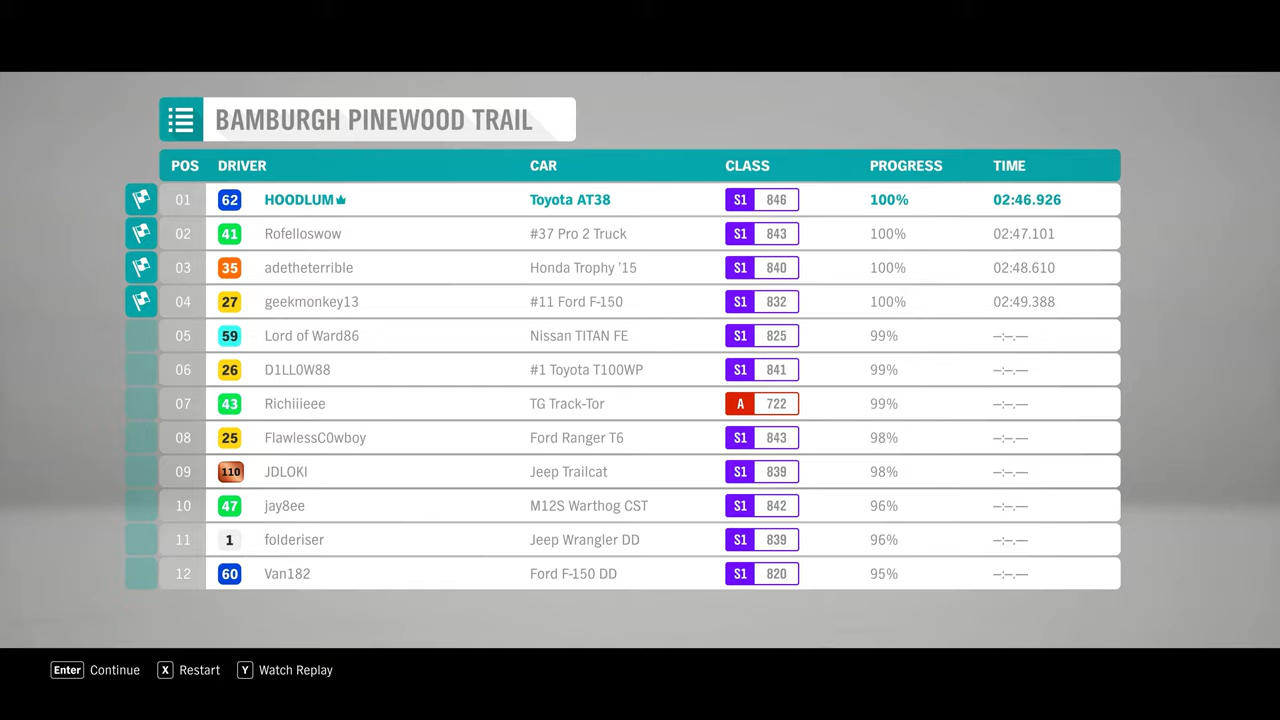 BAMBURGH PINEWOOD TRAIL
POS DRIVER CAR CLASS PROGRESS TIME
01 62 HOODLUM Toyota AT38 S1 846 100% 02:46.926
02 41 Rofelloswow #37 Pro 2 Truck S1 843 100% 02:47.101
03 35 adetheterrible Honda Trophy '15 S1 840 100% 02:48.610
04 27 geekmonkey13 #11 Ford F-150 S1 832 100% 02:49.388
05 59 Lord of Ward86 Nissan TITAN FE S1 825 99% --:--.---
06 26 D1LL0W88 #1 Toyota T100WP S1 841 99% --:--.---
07 43 Richiiieee TG Track-Tor A 722 99% --:--.---
08 25 FlawlessC0wboy Ford Ranger T6 S1 843 98% --:--.---
09 110 JDLOKI Jeep Trailcat S1 839 98% --:--.---
10 47 jay8ee M12S Warthog CST S1 842 96% --:--.---
11 1 folderiser Jeep Wrangler DD S1 839 96% --:--.---
12 60 Van182 Ford F-150 DD S1 820 95% --:--.---
Enter Continue X Restart Y Watch Replay